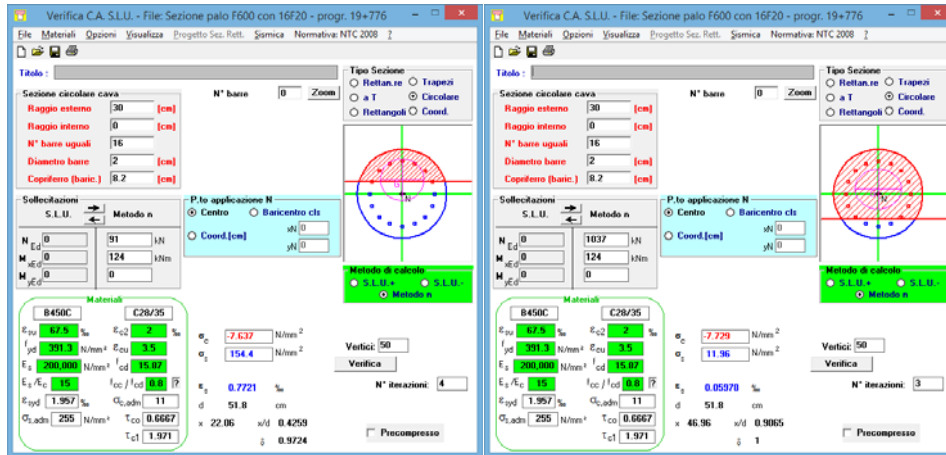 Verifica C.A. S.L.U. - File: Sezione palo F600 con 16F20 - progr. 19+776
File Materiali Opzioni Visualizza Progetto Sez. Rett. Sismica Normativa: NTC 2008 ?
Titolo :
Tipo Sezione
Rettan.re Trapezi
a T Circolare
Rettangoli Coord.
Sezione circolare cava
N° barre 0 Zoom
Raggio esterno 30 [cm]
Raggio interno 0 [cm]
N° barre uguali 16
Diametro barre 2 [cm]
Copriferro (baric.) 8.2 [cm]
N
Sollecitazioni
S.L.U. Metodo n
N Ed 0 91 kN
M xEd 0 124 kNm
M yEd 0 0
P.to applicazione N
Centro Baricentro cls
Coord.[cm] xN 0
yN 0
Metodo di calcolo
S.L.U.+ S.L.U.-
Metodo n
Materiali
B450C C28/35
εsu 67.5 ‰ εc2 2 ‰
fyd 391.3 N/mm² εcu 3.5
Es 200,000 N/mm² fcd 15.87
Es /Ec 15 fcc / fcd 0.8 ?
εsyd 1.957 ‰ σc,adm 11
σs,adm 255 N/mm² τco 0.6667
τc1 1.971
σc -7.637 N/mm²
σs 154.4 N/mm²
εs 0.7721 ‰
d 51.8 cm
x 22.06 x/d 0.4259
δ 0.9724
Vertici: 50
Verifica
N° iterazioni: 4
Precompresso
Verifica C.A. S.L.U. - File: Sezione palo F600 con 16F20 - progr. 19+776
File Materiali Opzioni Visualizza Progetto Sez. Rett. Sismica Normativa: NTC 2008 ?
Titolo :
Tipo Sezione
Rettan.re Trapezi
a T Circolare
Rettangoli Coord.
Sezione circolare cava
N° barre 0 Zoom
Raggio esterno 30 [cm]
Raggio interno 0 [cm]
N° barre uguali 16
Diametro barre 2 [cm]
Copriferro (baric.) 8.2 [cm]
N
Sollecitazioni
S.L.U. Metodo n
N Ed 0 1037 kN
M xEd 0 124 kNm
M yEd 0 0
P.to applicazione N
Centro Baricentro cls
Coord.[cm] xN 0
yN 0
Metodo di calcolo
S.L.U.+ S.L.U.-
Metodo n
Materiali
B450C C28/35
εsu 67.5 ‰ εc2 2 ‰
fyd 391.3 N/mm² εcu 3.5
Es 200,000 N/mm² fcd 15.87
Es /Ec 15 fcc / fcd 0.8 ?
εsyd 1.957 ‰ σc,adm 11
σs,adm 255 N/mm² τco 0.6667
τc1 1.971
σc -7.729 N/mm²
σs 11.96 N/mm²
εs 0.05978 ‰
d 51.8 cm
x 46.96 x/d 0.9065
δ 1
Vertici: 50
Verifica
N° iterazioni: 3
Precompresso